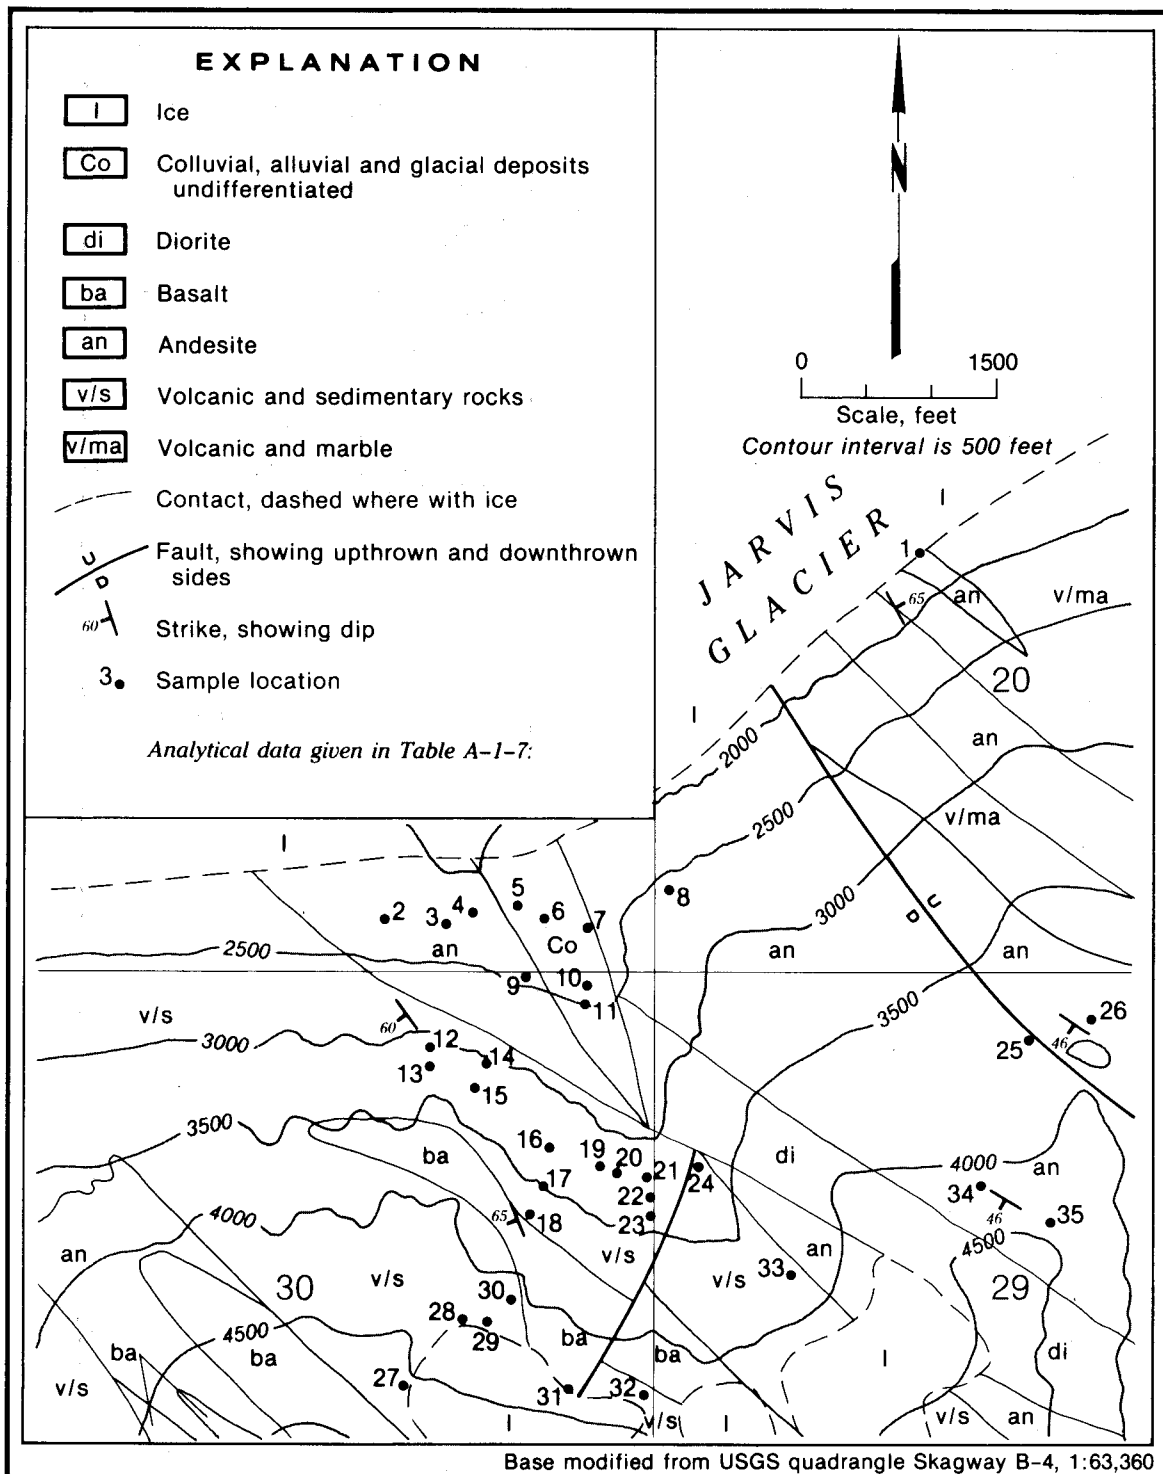 EXPLANATION
I Ice
Co Colluvial, alluvial and glacial deposits
undifferentiated
di Diorite
ba Basalt
an Andesite
v/s Volcanic and sedimentary rocks
v/ma Volcanic and marble
Contact, dashed where with ice
U
D
Fault, showing upthrown and downthrown
sides
60 Strike, showing dip
3 Sample location
Analytical data given in Table A-1-7:
N
0 1500
Scale, feet
Contour interval is 500 feet
JARVIS
GLACIER
I
1
65
an
v/ma
20
I
2000
an
2500
v/ma
I
5
8
3000
U
D
2
3
4
6
7
Co
an
2500
an
an
9
10
11
v/s
60
3500
26
46
25
3000
12
13
14
15
3500
16
ba
19
20
21
di
4000
an
17
22
24
34
46
35
4000
65
18
23
4500
an
v/s
v/s
an
33
30
v/s
30
29
28
29
4500
ba
ba
ba
ba
I
di
v/s
27
31
32
I
v/s
I
v/s
an
Base modified from USGS quadrangle Skagway B-4, 1:63,360